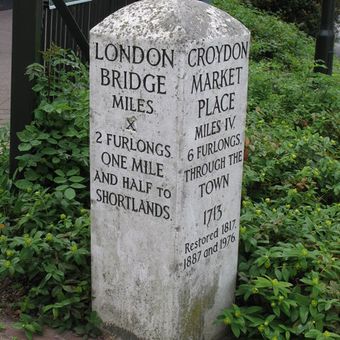 LONDON
BRIDGE
MILES
X
2 FURLONGS
ONE MILE
AND HALF TO
SHORTLANDS.
CROYDON
MARKET
PLACE
MILES IV.
6 FURLONGS,
THROUGH THE
TOWN
1713
Restored 1817,
1887 and 1976